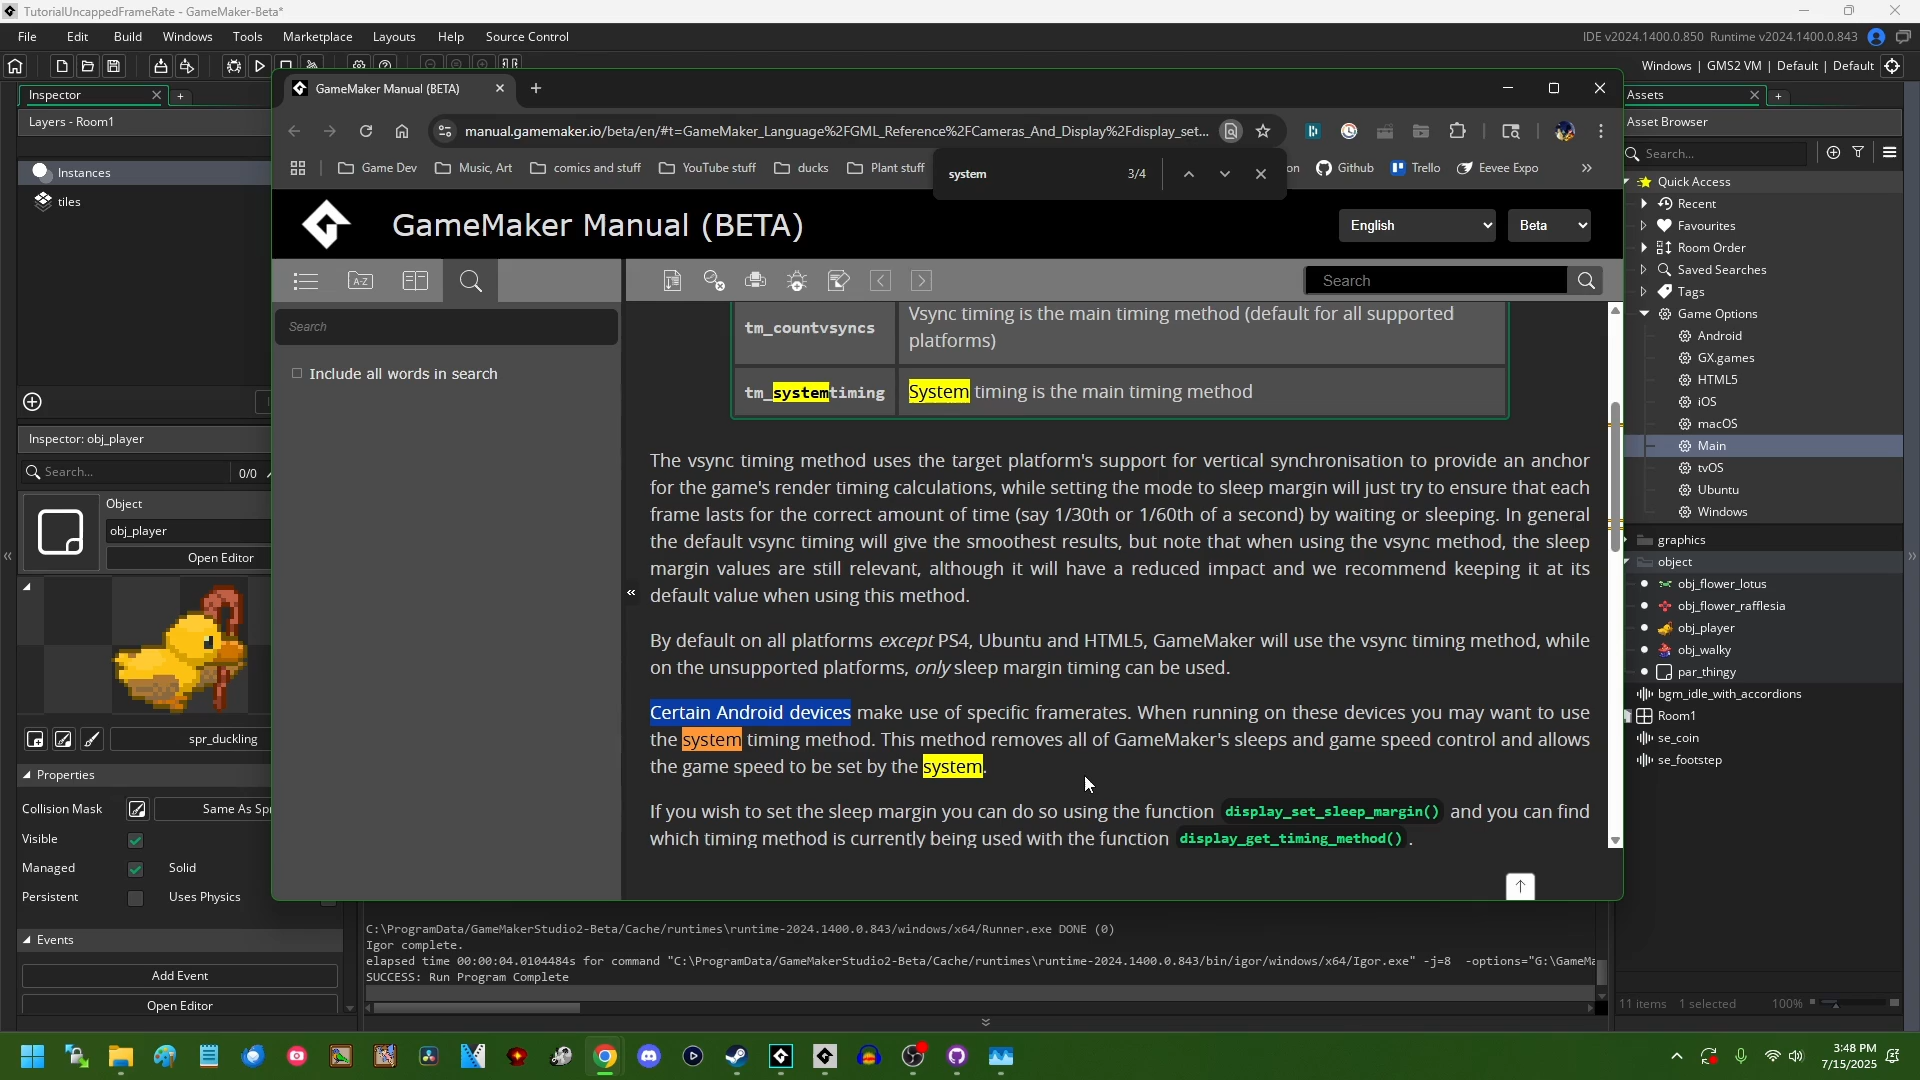 TutorialUncappedFrameRate - GameMaker-Beta*
File Edit Build Windows Tools Marketplace Layouts Help Source Control
IDE v2024.1400.0.850 Runtime v2024.1400.0.843
Windows | GMS2 VM | Default | Default
Inspector
Layers - Room1
Instances
tiles
Inspector: obj_player
Search...
0/0
Object
obj_player
Open Editor
spr_duckling
Properties
Collision Mask
Same As Spr
Visible
Managed
Solid
Persistent
Uses Physics
Events
Add Event
Open Editor
GameMaker Manual (BETA)
manual.gamemaker.io/beta/en/#t=GameMaker_Language%2FGML_Reference%2FCameras_And_Display%2Fdisplay_set...
Game Dev
Music, Art
comics and stuff
YouTube stuff
ducks
Plant stuff
on
Github
Trello
Eevee Expo
»
system
3/4
GameMaker Manual (BETA)
English
Beta
A-Z
Search
Search
Include all words in search
tm_countvsyncs
Vsync timing is the main timing method (default for all supported
platforms)
tm_systemtiming
System timing is the main timing method
The vsync timing method uses the target platform's support for vertical synchronisation to provide an anchor
for the game's render timing calculations, while setting the mode to sleep margin will just try to ensure that each
frame lasts for the correct amount of time (say 1/30th or 1/60th of a second) by waiting or sleeping. In general
the default vsync timing will give the smoothest results, but note that when using the vsync method, the sleep
margin values are still relevant, although it will have a reduced impact and we recommend keeping it at its
default value when using this method.
By default on all platforms except PS4, Ubuntu and HTML5, GameMaker will use the vsync timing method, while
on the unsupported platforms, only sleep margin timing can be used.
Certain Android devices make use of specific framerates. When running on these devices you may want to use
the system timing method. This method removes all of GameMaker's sleeps and game speed control and allows
the game speed to be set by the system.
If you wish to set the sleep margin you can do so using the function display_set_sleep_margin() and you can find
which timing method is currently being used with the function display_get_timing_method().
C:\ProgramData/GameMakerStudio2-Beta/Cache/runtimes\runtime-2024.1400.0.843/windows/x64/Runner.exe DONE (0)
Igor complete.
elapsed time 00:00:04.0104484s for command "C:\ProgramData/GameMakerStudio2-Beta/Cache/runtimes\runtime-2024.1400.0.843/bin/igor/windows/x64/Igor.exe" -j=8 -options="G:\GameMa
SUCCESS: Run Program Complete
Assets
Asset Browser
Search...
Quick Access
Recent
Favourites
Room Order
Saved Searches
Tags
Game Options
Android
GX.games
HTML5
iOS
macOS
Main
tvOS
Ubuntu
Windows
graphics
object
obj_flower_lotus
obj_flower_rafflesia
obj_player
obj_walky
par_thingy
bgm_idle_with_accordions
Room1
se_coin
se_footstep
11 items 1 selected
100%
3:48 PM
7/15/2025